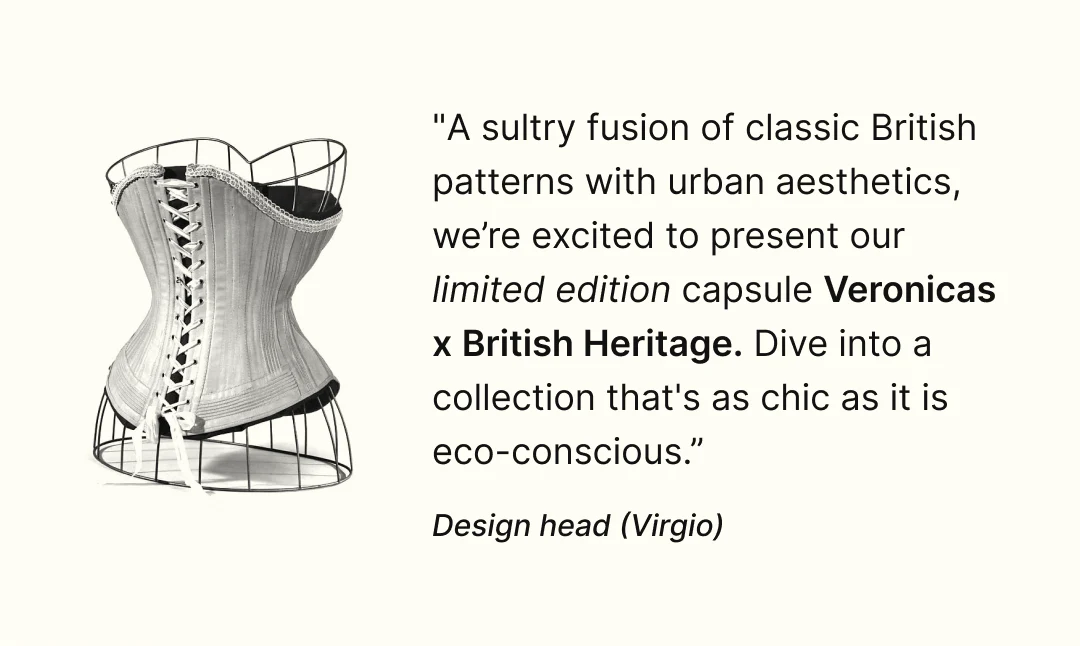 "A sultry fusion of classic British
patterns with urban aesthetics,
we’re excited to present our
limited edition capsule Veronicas
x British Heritage. Dive into a
collection that's as chic as it is
eco-conscious.”
Design head (Virgio)